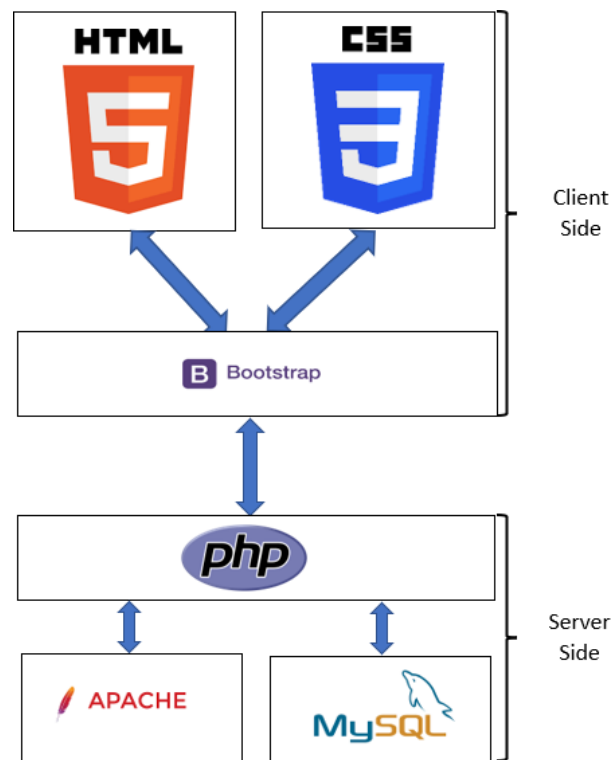 HTML
5
CSS
3
Client
Side
B Bootstrap
php
Server
Side
APACHE
MySQL